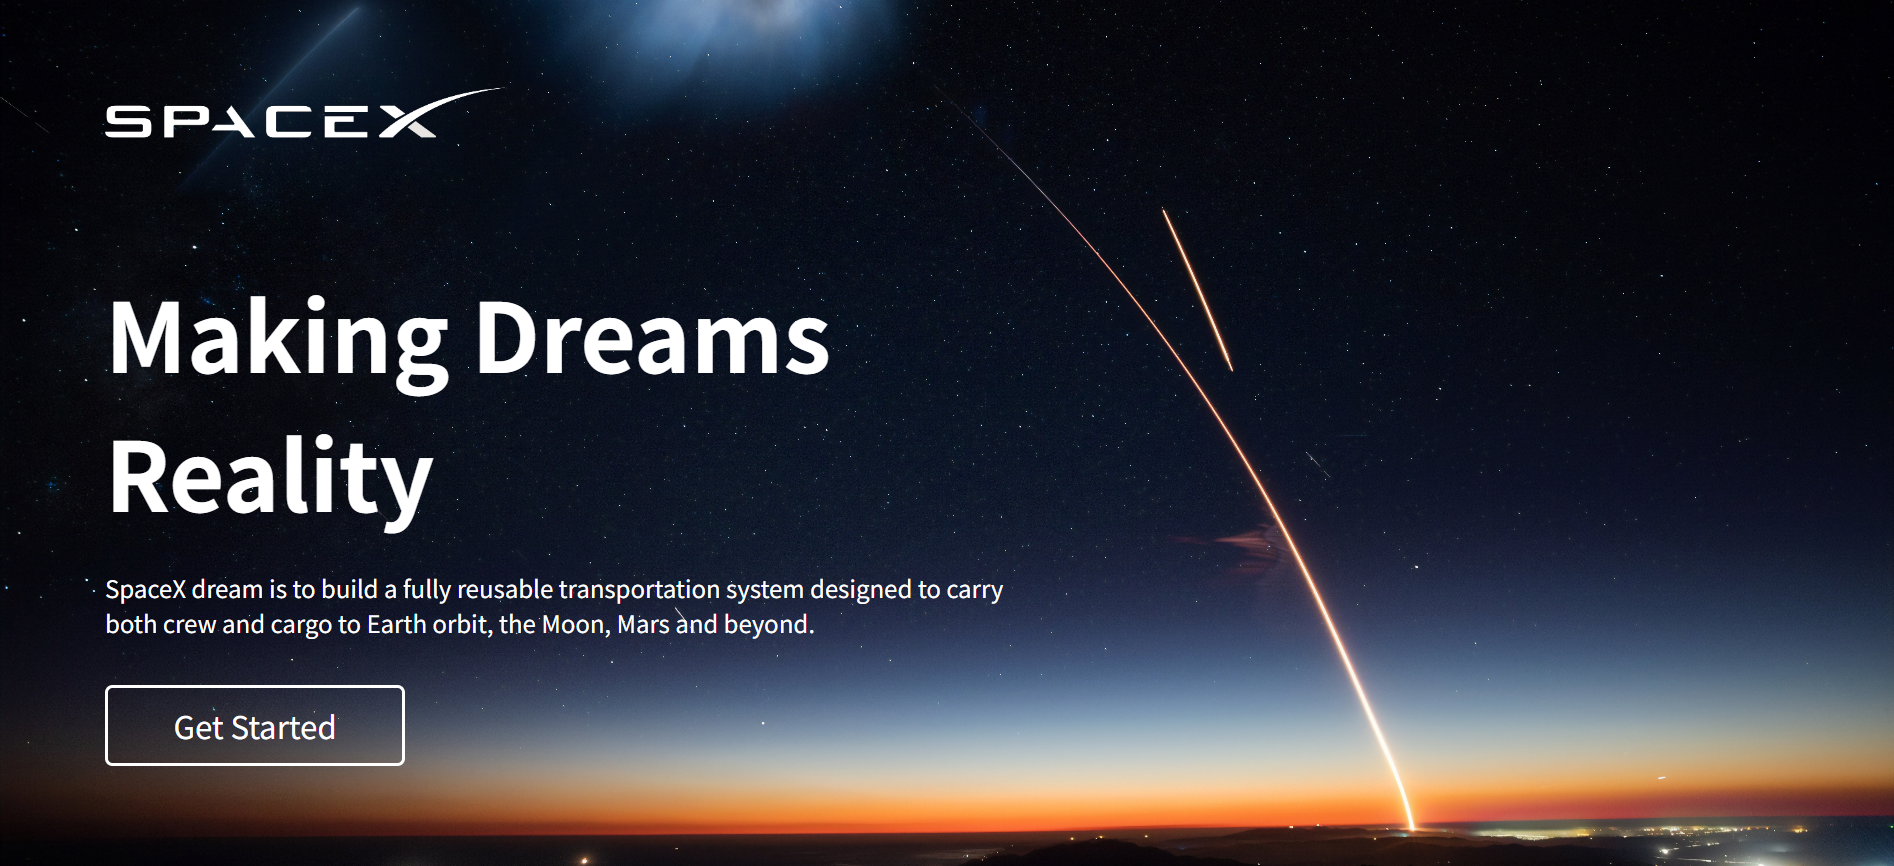 SPACEX
Making Dreams
Reality
SpaceX dream is to build a fully reusable transportation system designed to carry
both crew and cargo to Earth orbit, the Moon, Mars and beyond.
Get Started